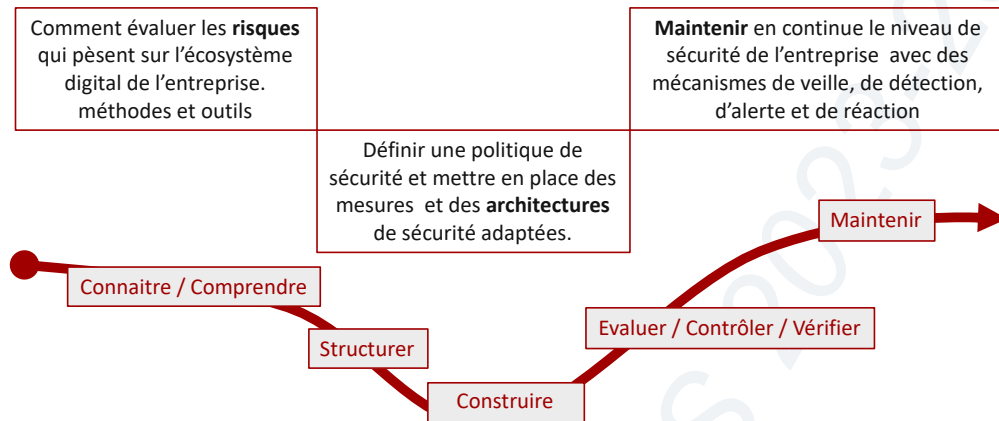 Comment évaluer les risques
qui pèsent sur l'écosystème
digital de l'entreprise.
méthodes et outils
Maintenir en continue le niveau de
sécurité de l'entreprise avec des
mécanismes de veille, de détection,
d'alerte et de réaction
Définir une politique de
sécurité et mettre en place des
mesures et des architectures
de sécurité adaptées.
Maintenir
Connaitre / Comprendre
Evaluer / Contrôler / Vérifier
Structurer
Construire